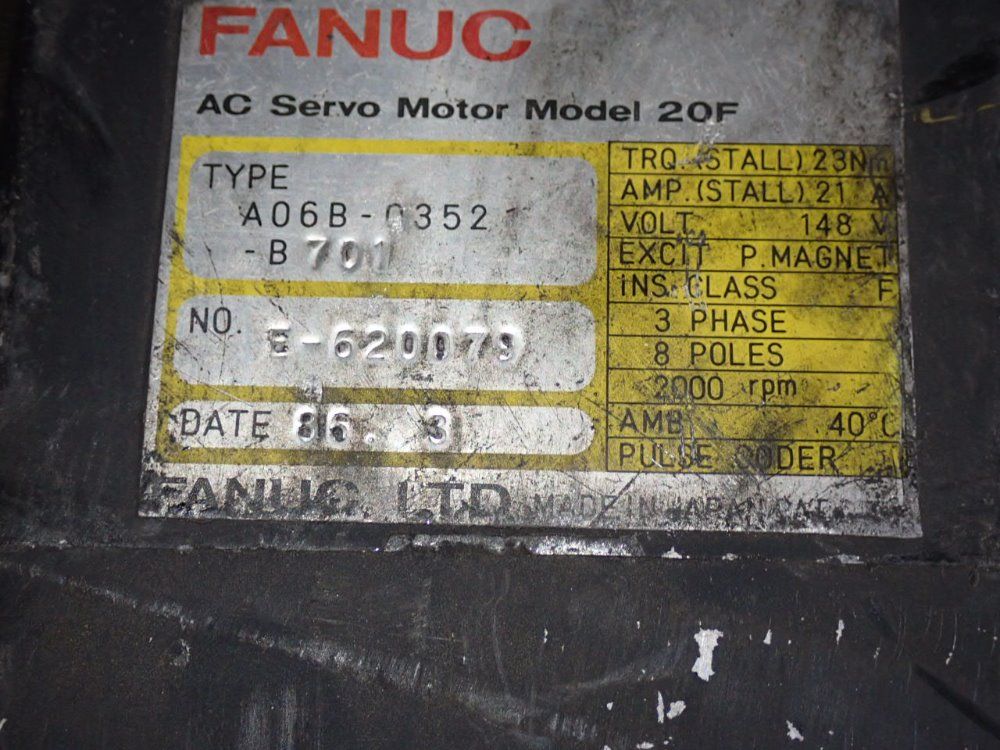 FANUC
AC Servo Motor Model 20F
TYPE
A06B-0352
-B 701
NO. E-620079
DATE 86. 3
TRQ.(STALL) 23Nm
AMP.(STALL) 21 A
VOLT. 148 V
EXCIT P.MAGNET
INS.CLASS F
3 PHASE
8 POLES
2000 rpm
AMB. 40°C
PULSE CODER
FANUC LTD MADE IN JAPAN